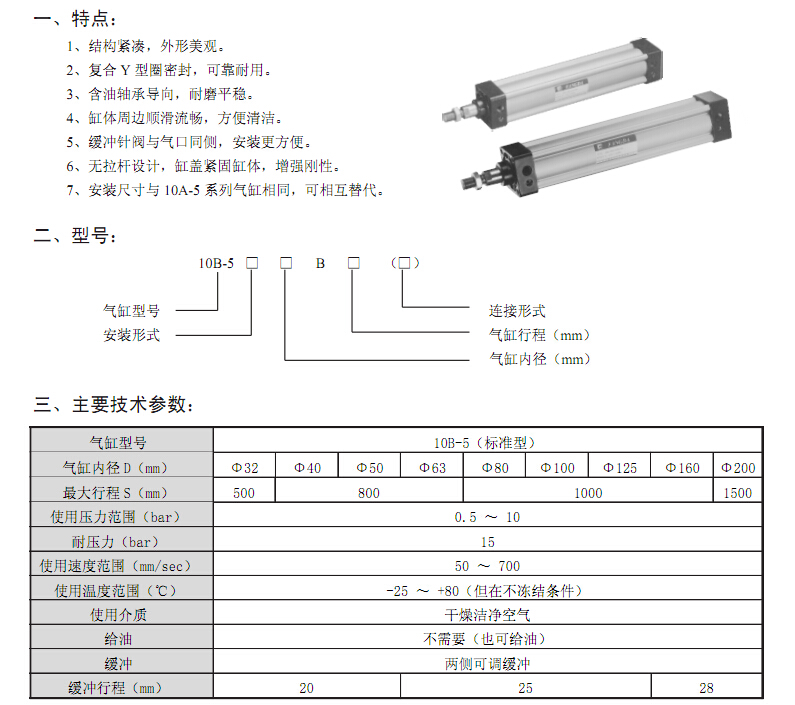 一、特点：
1、结构紧凑，外形美观。
2、复合 Y 型圈密封，可靠耐用。
3、含油轴承导向，耐磨平稳。
4、缸体周边顺滑流畅，方便清洁。
5、缓冲针阀与气口同侧，安装更方便。
6、无拉杆设计，缸盖紧固缸体，增强刚性。
7、安装尺寸与 10A-5 系列气缸相同，可相互替代。
二、型号：
10B-5 □ □ B □ （□）
气缸型号
连接形式
安装形式
气缸行程（mm）
气缸内径（mm）
三、主要技术参数：
气缸型号 10B-5（标准型）
气缸内径D（mm） Φ32 Φ40 Φ50 Φ63 Φ80 Φ100 Φ125 Φ160 Φ200
最大行程S（mm） 500 800 1000 1500
使用压力范围（bar） 0.5 ～ 10
耐压力（bar） 15
使用速度范围（mm/sec） 50 ～ 700
使用温度范围（℃） -25 ～ +80（但在不冻结条件）
使用介质 干燥洁净空气
给油 不需要（也可给油）
缓冲 两侧可调缓冲
缓冲行程（mm） 20 25 28